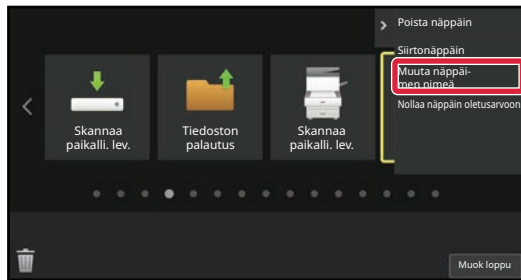 Poista näppäin
Siirtonäppäin
Muuta näppäi-
men nimeä
Nollaa näppäin oletusarvoon
Skannaa
paikalli. lev.
Tiedoston
palautus
Skannaa
paikalli. lev.
Muok loppu